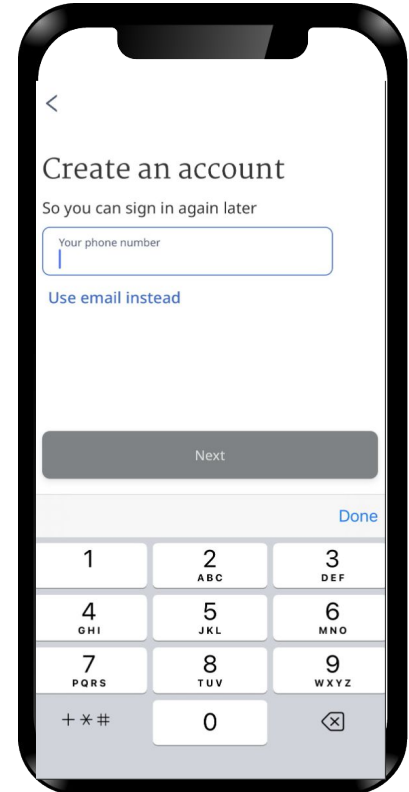 Create an account
So you can sign in again later
Your phone number
Use email instead
Next
Done
1 2 3
ABC DEF
4 5 6
GHI JKL MNO
7 8 9
PQRS TUV WXYZ
+*# 0